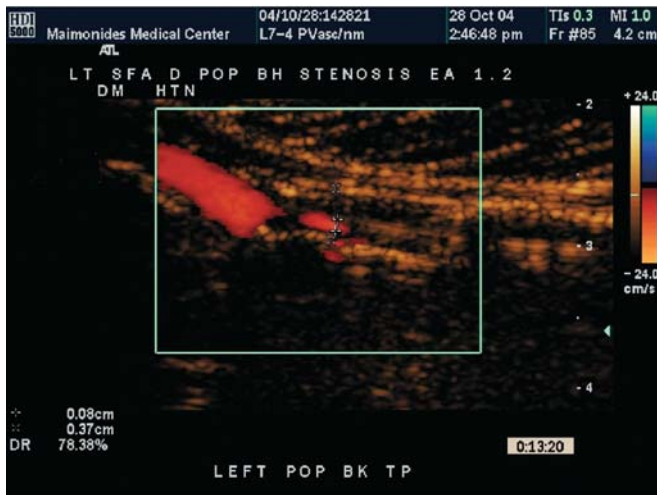 HDI 5000
Maimonides Medical Center
04/10/28:142821
L7-4 PVasc/nm
28 Oct 04
2:46:48 pm
TIs 0.3 MI 1.0
Fr #85 4.2 cm
ATL
LT SFA D POP BH STENOSIS EA 1.2
DM HTN
- 2
+ 24.0
- 3
- 24.0
cm/s
- 4
0.08cm
0.37cm
DR 78.38%
0:13:20
LEFT POP BK TP